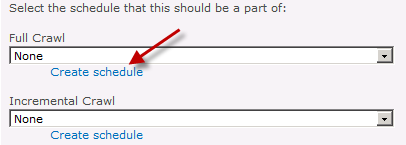 Select the schedule that this should be a part of:
Full Crawl
None
Create schedule
Incremental Crawl
None
Create schedule